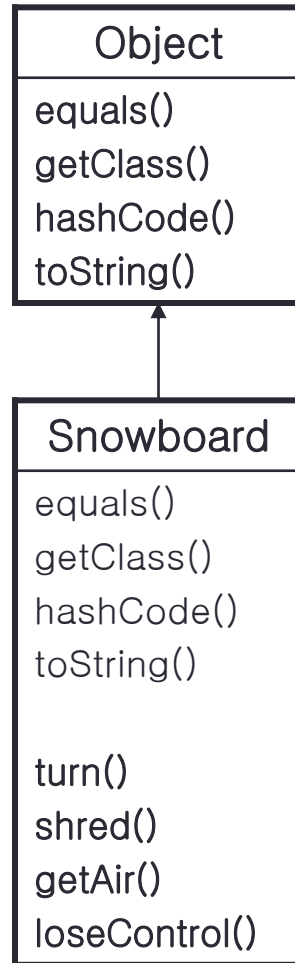 Object
equals()
getClass()
hashCode()
toString()
Snowboard
equals()
getClass()
hashCode()
toString()
turn()
shred()
getAir()
loseControl()